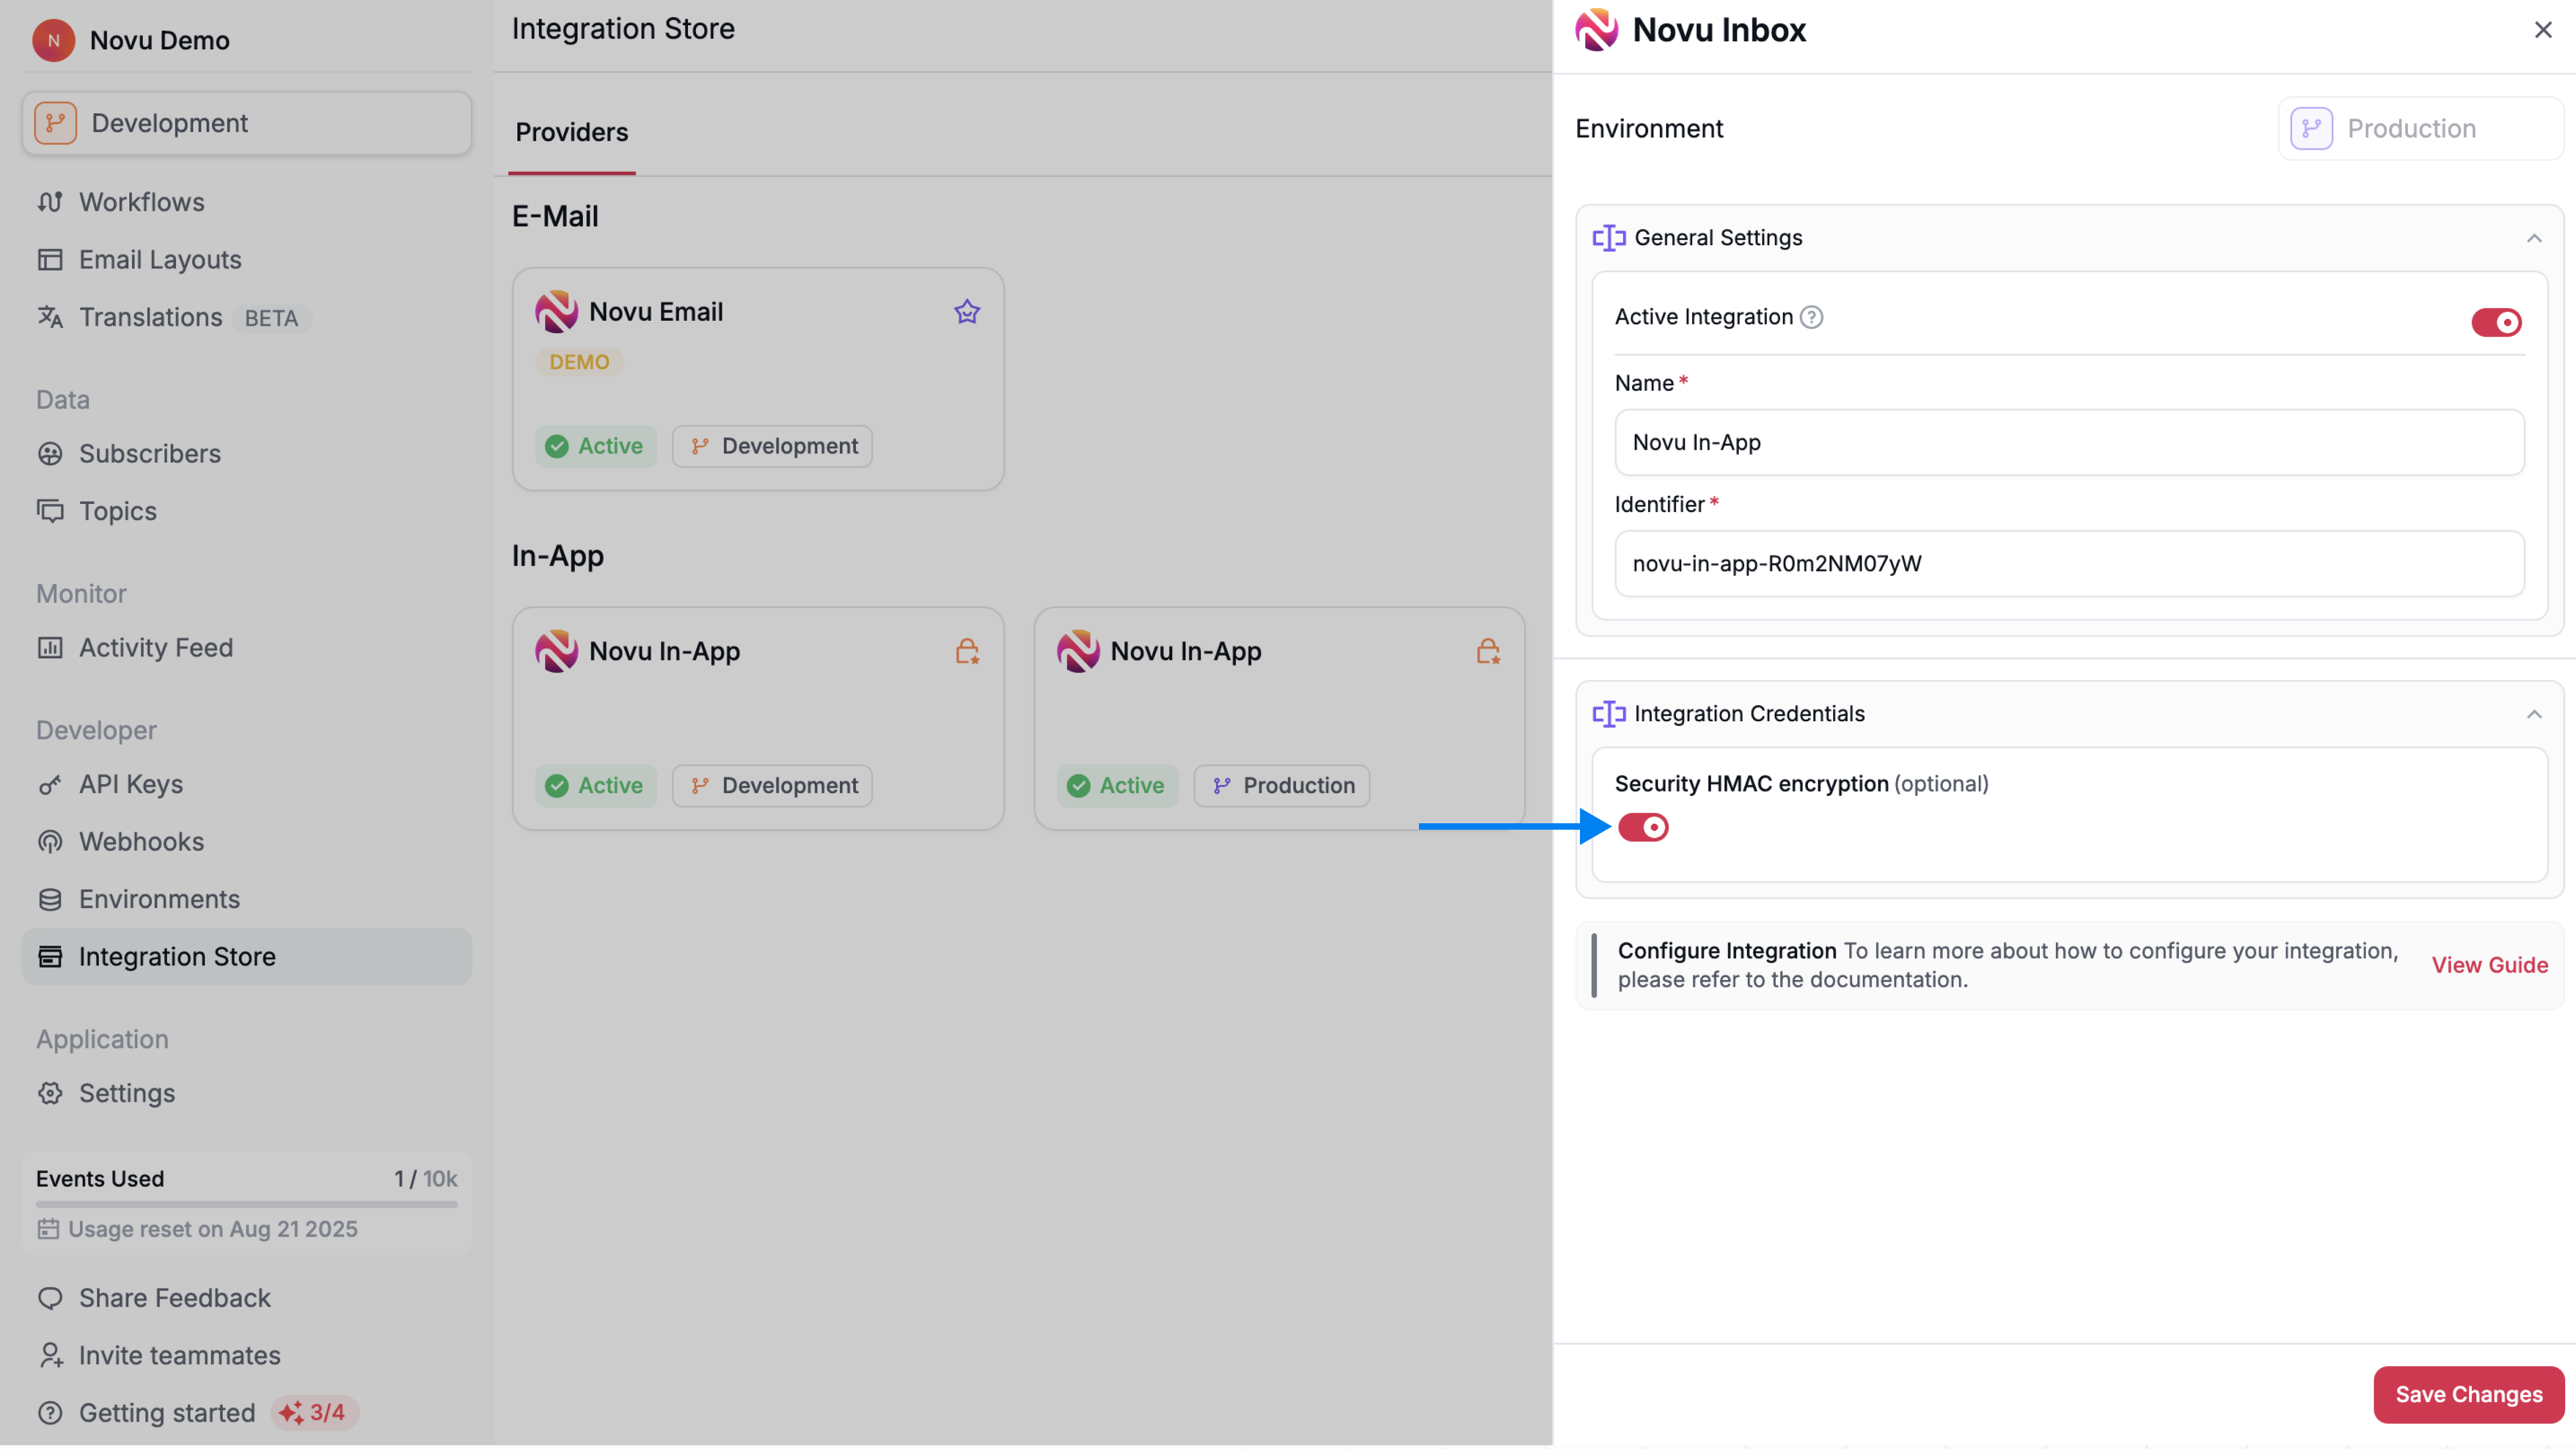 N Novu Demo
Development
Workflows
Email Layouts
Translations BETA
Data
Subscribers
Topics
Monitor
Activity Feed
Developer
API Keys
Webhooks
Environments
Integration Store
Application
Settings
Events Used 1 / 10k
Usage reset on Aug 21 2025
Share Feedback
Invite teammates
Getting started 3/4
Integration Store
Providers
E-Mail
Novu Email
DEMO
Active Development
In-App
Novu In-App
Active Development
Novu In-App
Active Production
Novu Inbox
Environment Production
General Settings
Active Integration ?
Name *
Novu In-App
Identifier *
novu-in-app-R0m2NM07yW
Integration Credentials
Security HMAC encryption (optional)
Configure Integration To learn more about how to configure your integration,
please refer to the documentation.
View Guide
Save Changes